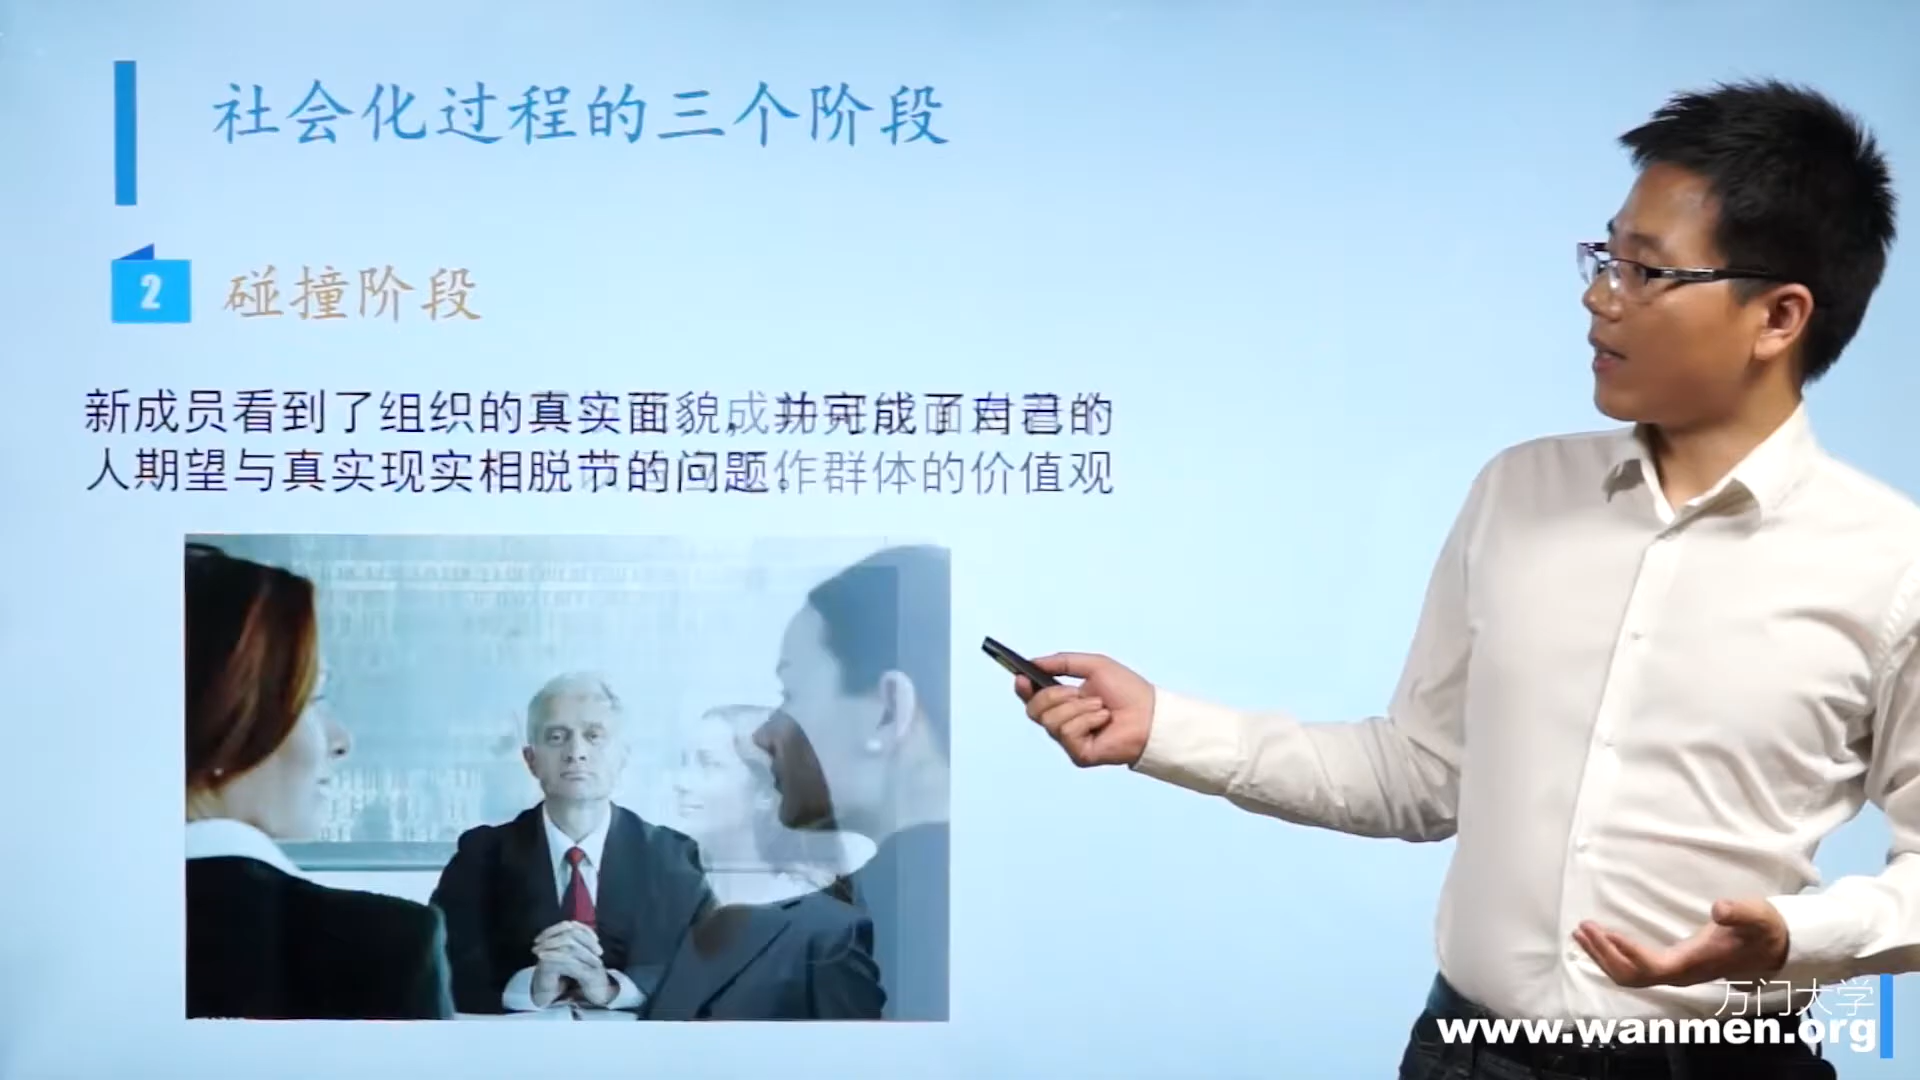 社会化过程的三个阶段
2
碰撞阶段
新成员看到了组织的真实面貌，
人期望与真实现实相脱节的问题。作群体的价值观
万门大学
www.wanmen.org